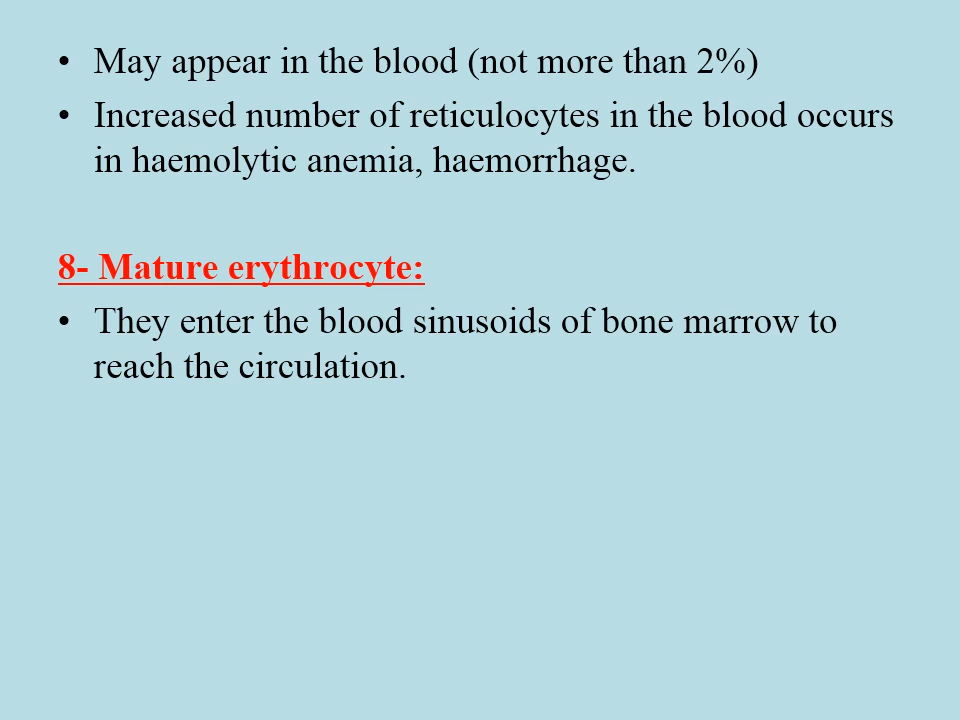 • May appear in the blood (not more than 2%)
• Increased number of reticulocytes in the blood occurs
in haemolytic anemia, haemorrhage.
8- Mature erythrocyte:
• They enter the blood sinusoids of bone marrow to
reach the circulation.